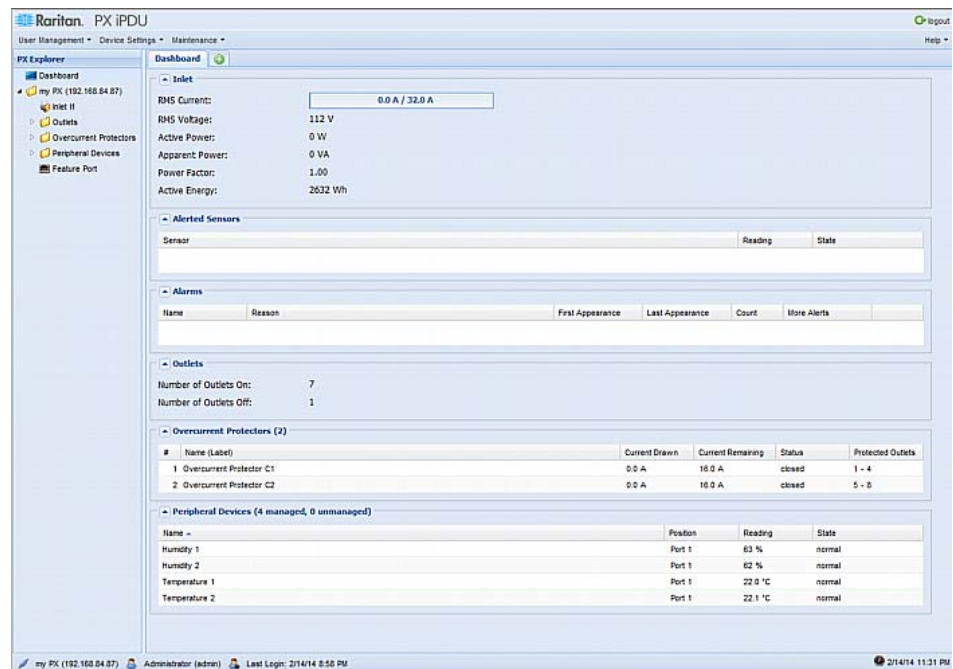 Raritan. PX iPDU
logout
User Management Device Settings Maintenance
Help
PX Explorer
Dashboard
my PX (192.168.84.87)
Inlet I1
Outlets
Overcurrent Protectors
Peripheral Devices
Feature Port
Dashboard
Inlet
RMS Current: 0.0 A / 32.0 A
RMS Voltage: 112 V
Active Power: 0 W
Apparent Power: 0 VA
Power Factor: 1.00
Active Energy: 2632 Wh
Alerted Sensors
Sensor Reading State
Alarms
Name Reason First Appearance Last Appearance Count More Alerts
Outlets
Number of Outlets On: 7
Number of Outlets Off: 1
Overcurrent Protectors (2)
# Name (Label) Current Drawn Current Remaining Status Protected Outlets
1 Overcurrent Protector C1 0.0 A 16.0 A closed 1 - 4
2 Overcurrent Protector C2 0.0 A 16.0 A closed 5 - 8
Peripheral Devices (4 managed, 0 unmanaged)
Name Position Reading State
Humidity 1 Port 1 63 % normal
Humidity 2 Port 1 62 % normal
Temperature 1 Port 1 22.0 °C normal
Temperature 2 Port 1 22.1 °C normal
my PX (192.168.84.87) Administrator (admin) Last Login: 2/14/14 8:58 PM
2/14/14 11:31 PM